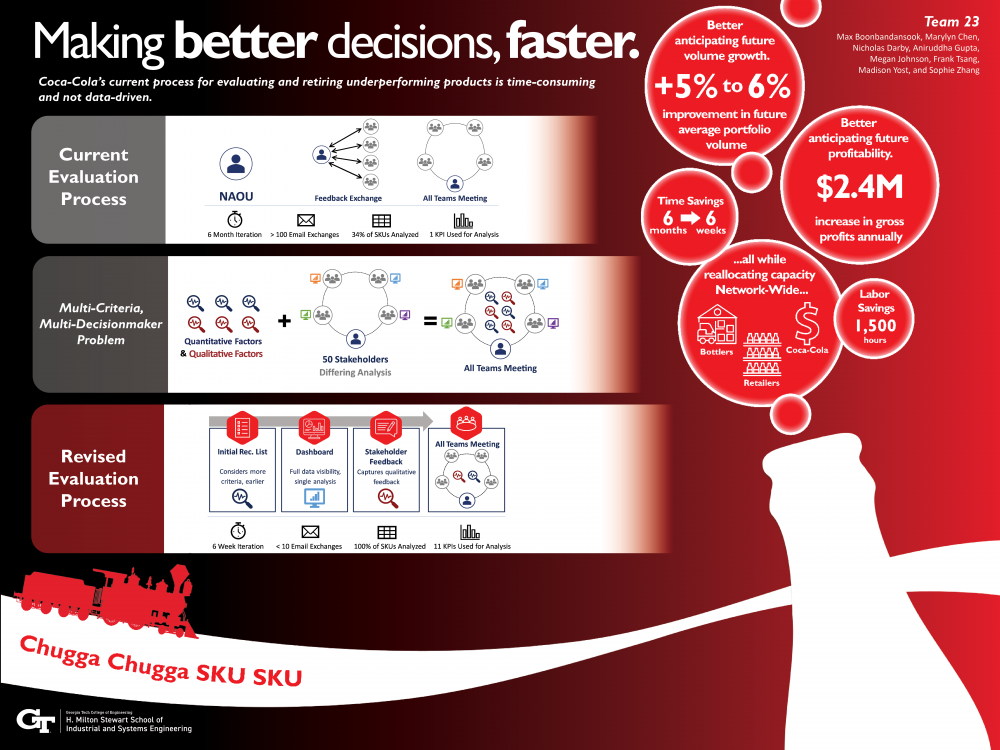 Making better decisions, faster.
Coca-Cola's current process for evaluating and retiring underperforming products is time-consuming
and not data-driven.
Team 23
Max Boonbandansook, Marylyn Chen,
Nicholas Darby, Aniruddha Gupta,
Megan Johnson, Frank Tsang,
Madison Yost, and Sophie Zhang
Better
anticipating future
volume growth.
+5% to 6%
improvement in future
average portfolio
volume
Better
anticipating future
profitability.
$2.4M
increase in gross
profits annually
Time Savings
6 6
months weeks
...all while
reallocating capacity
Network-Wide...
Bottlers
Coca-Cola
Retailers
Labor
Savings
1,500
hours
Current
Evaluation
Process
NAOU
Feedback Exchange
All Teams Meeting
6 Month Iteration
> 100 Email Exchanges
34% of SKUs Analyzed
1 KPI Used for Analysis
Multi-Criteria,
Multi-Decisionmaker
Problem
Quantitative Factors
& Qualitative Factors
+
50 Stakeholders
Differing Analysis
=
All Teams Meeting
Revised
Evaluation
Process
Initial Rec. List
Considers more
criteria, earlier
Dashboard
Full data visibility,
single analysis
Stakeholder
Feedback
Captures qualitative
feedback
All Teams Meeting
6 Week Iteration
< 10 Email Exchanges
100% of SKUs Analyzed
11 KPIs Used for Analysis
Chugga Chugga SKU SKU
GT
Georgia Tech College of Engineering
H. Milton Stewart School of
Industrial and Systems Engineering